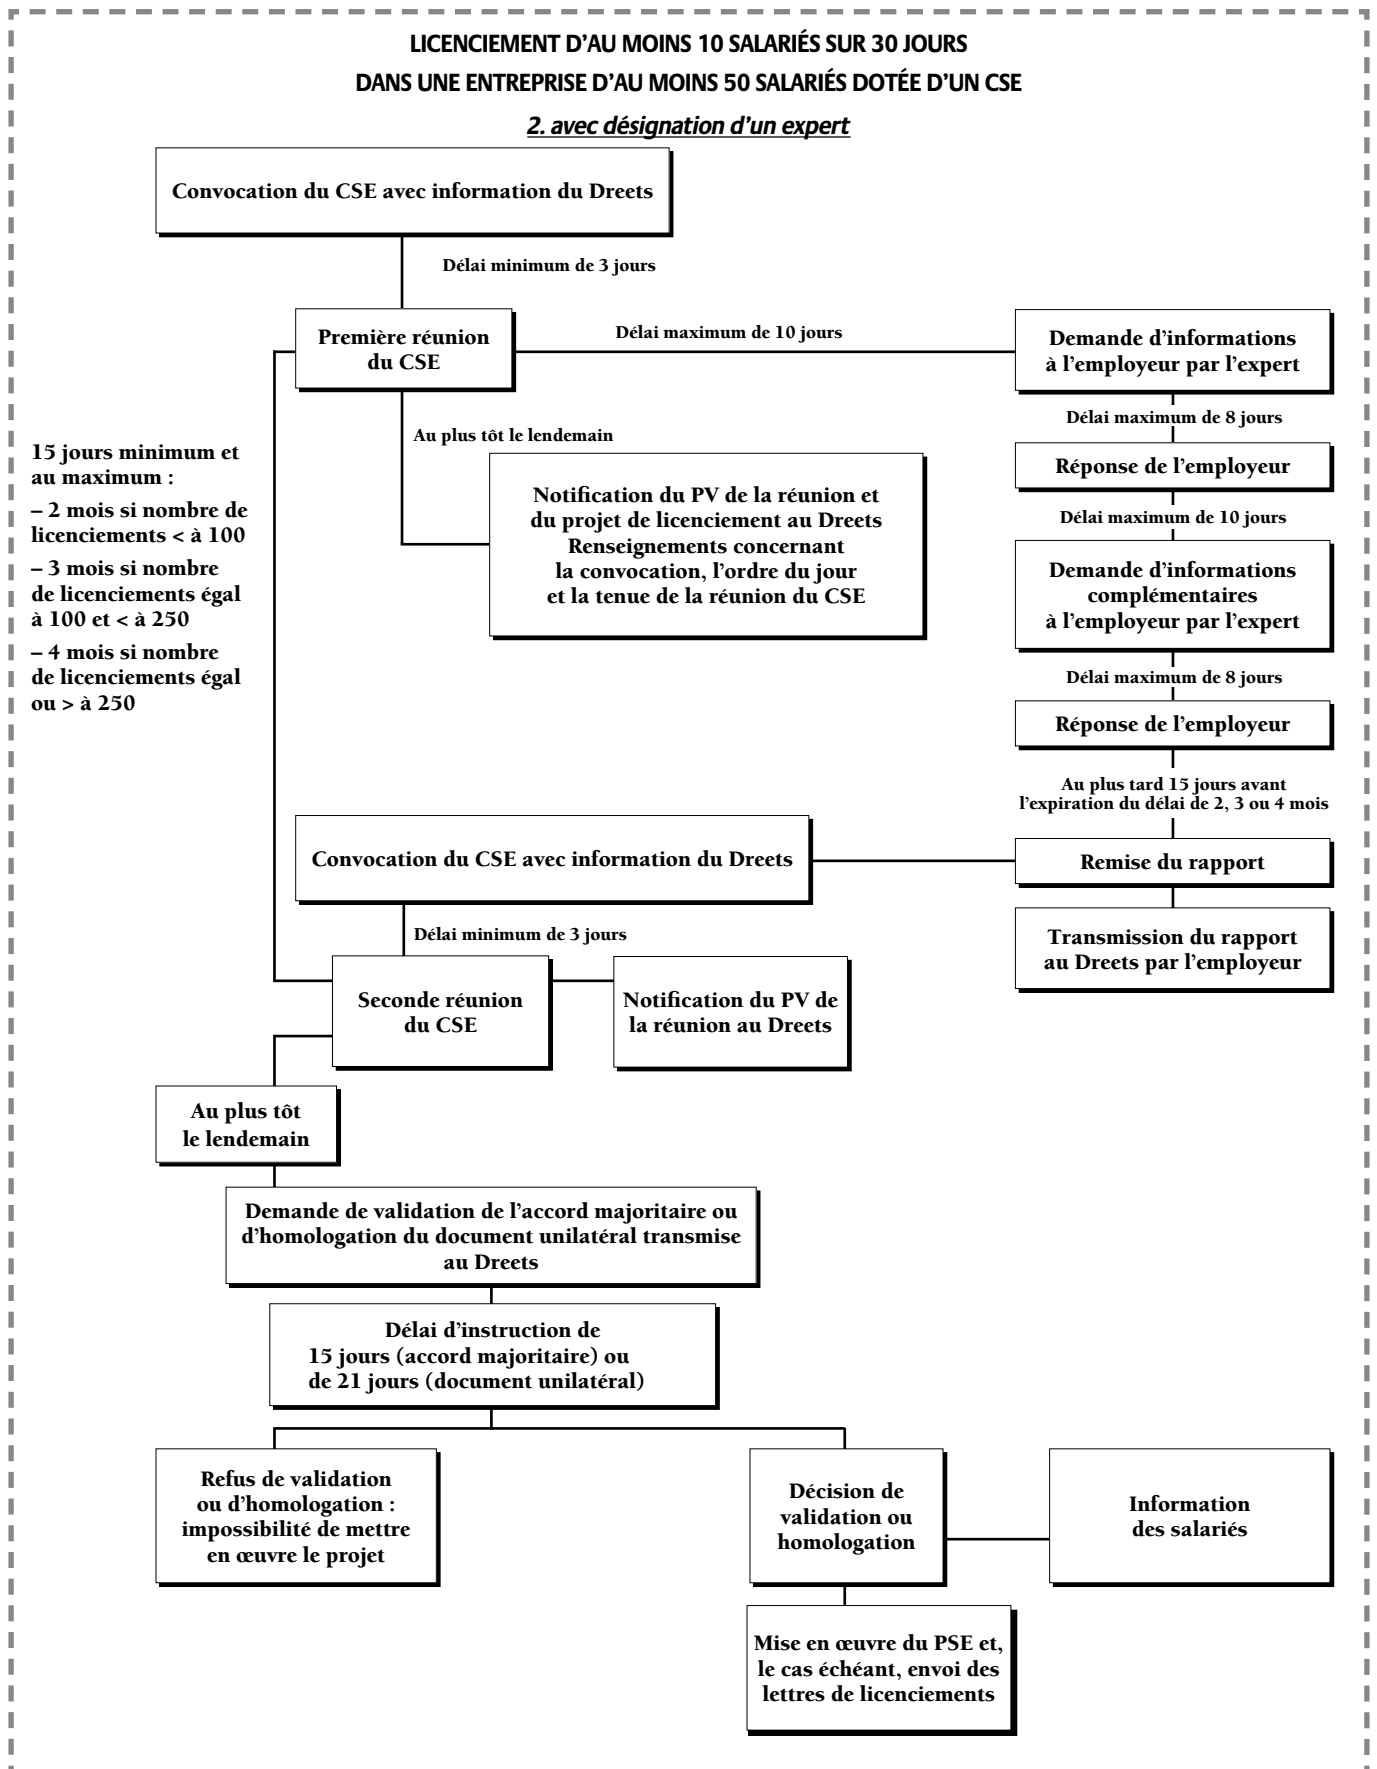 LICENCIEMENT D'AU MOINS 10 SALARIÉS SUR 30 JOURS
DANS UNE ENTREPRISE D'AU MOINS 50 SALARIÉS DOTÉE D'UN CSE
2. avec désignation d'un expert
Convocation du CSE avec information du Dreets
Délai minimum de 3 jours
Première réunion
du CSE
Délai maximum de 10 jours
Demande d'informations
à l'employeur par l'expert
Délai maximum de 8 jours
Réponse de l'employeur
Délai maximum de 10 jours
Demande d'informations
complémentaires
à l'employeur par l'expert
Délai maximum de 8 jours
Réponse de l'employeur
Au plus tard 15 jours avant
l'expiration du délai de 2, 3 ou 4 mois
Remise du rapport
Transmission du rapport
au Dreets par l'employeur
Au plus tôt le lendemain
Notification du PV de la réunion et
du projet de licenciement au Dreets
Renseignements concernant
la convocation, l'ordre du jour
et la tenue de la réunion du CSE
15 jours minimum et
au maximum :
– 2 mois si nombre de
licenciements < à 100
– 3 mois si nombre
de licenciements égal
à 100 et < à 250
– 4 mois si nombre
de licenciements égal
ou > à 250
Convocation du CSE avec information du Dreets
Délai minimum de 3 jours
Seconde réunion
du CSE
Notification du PV de
la réunion au Dreets
Au plus tôt
le lendemain
Demande de validation de l'accord majoritaire ou
d'homologation du document unilatéral transmise
au Dreets
Délai d'instruction de
15 jours (accord majoritaire) ou
de 21 jours (document unilatéral)
Refus de validation
ou d'homologation :
impossibilité de mettre
en œuvre le projet
Décision de
validation ou
homologation
Information
des salariés
Mise en œuvre du PSE et,
le cas échéant, envoi des
lettres de licenciements